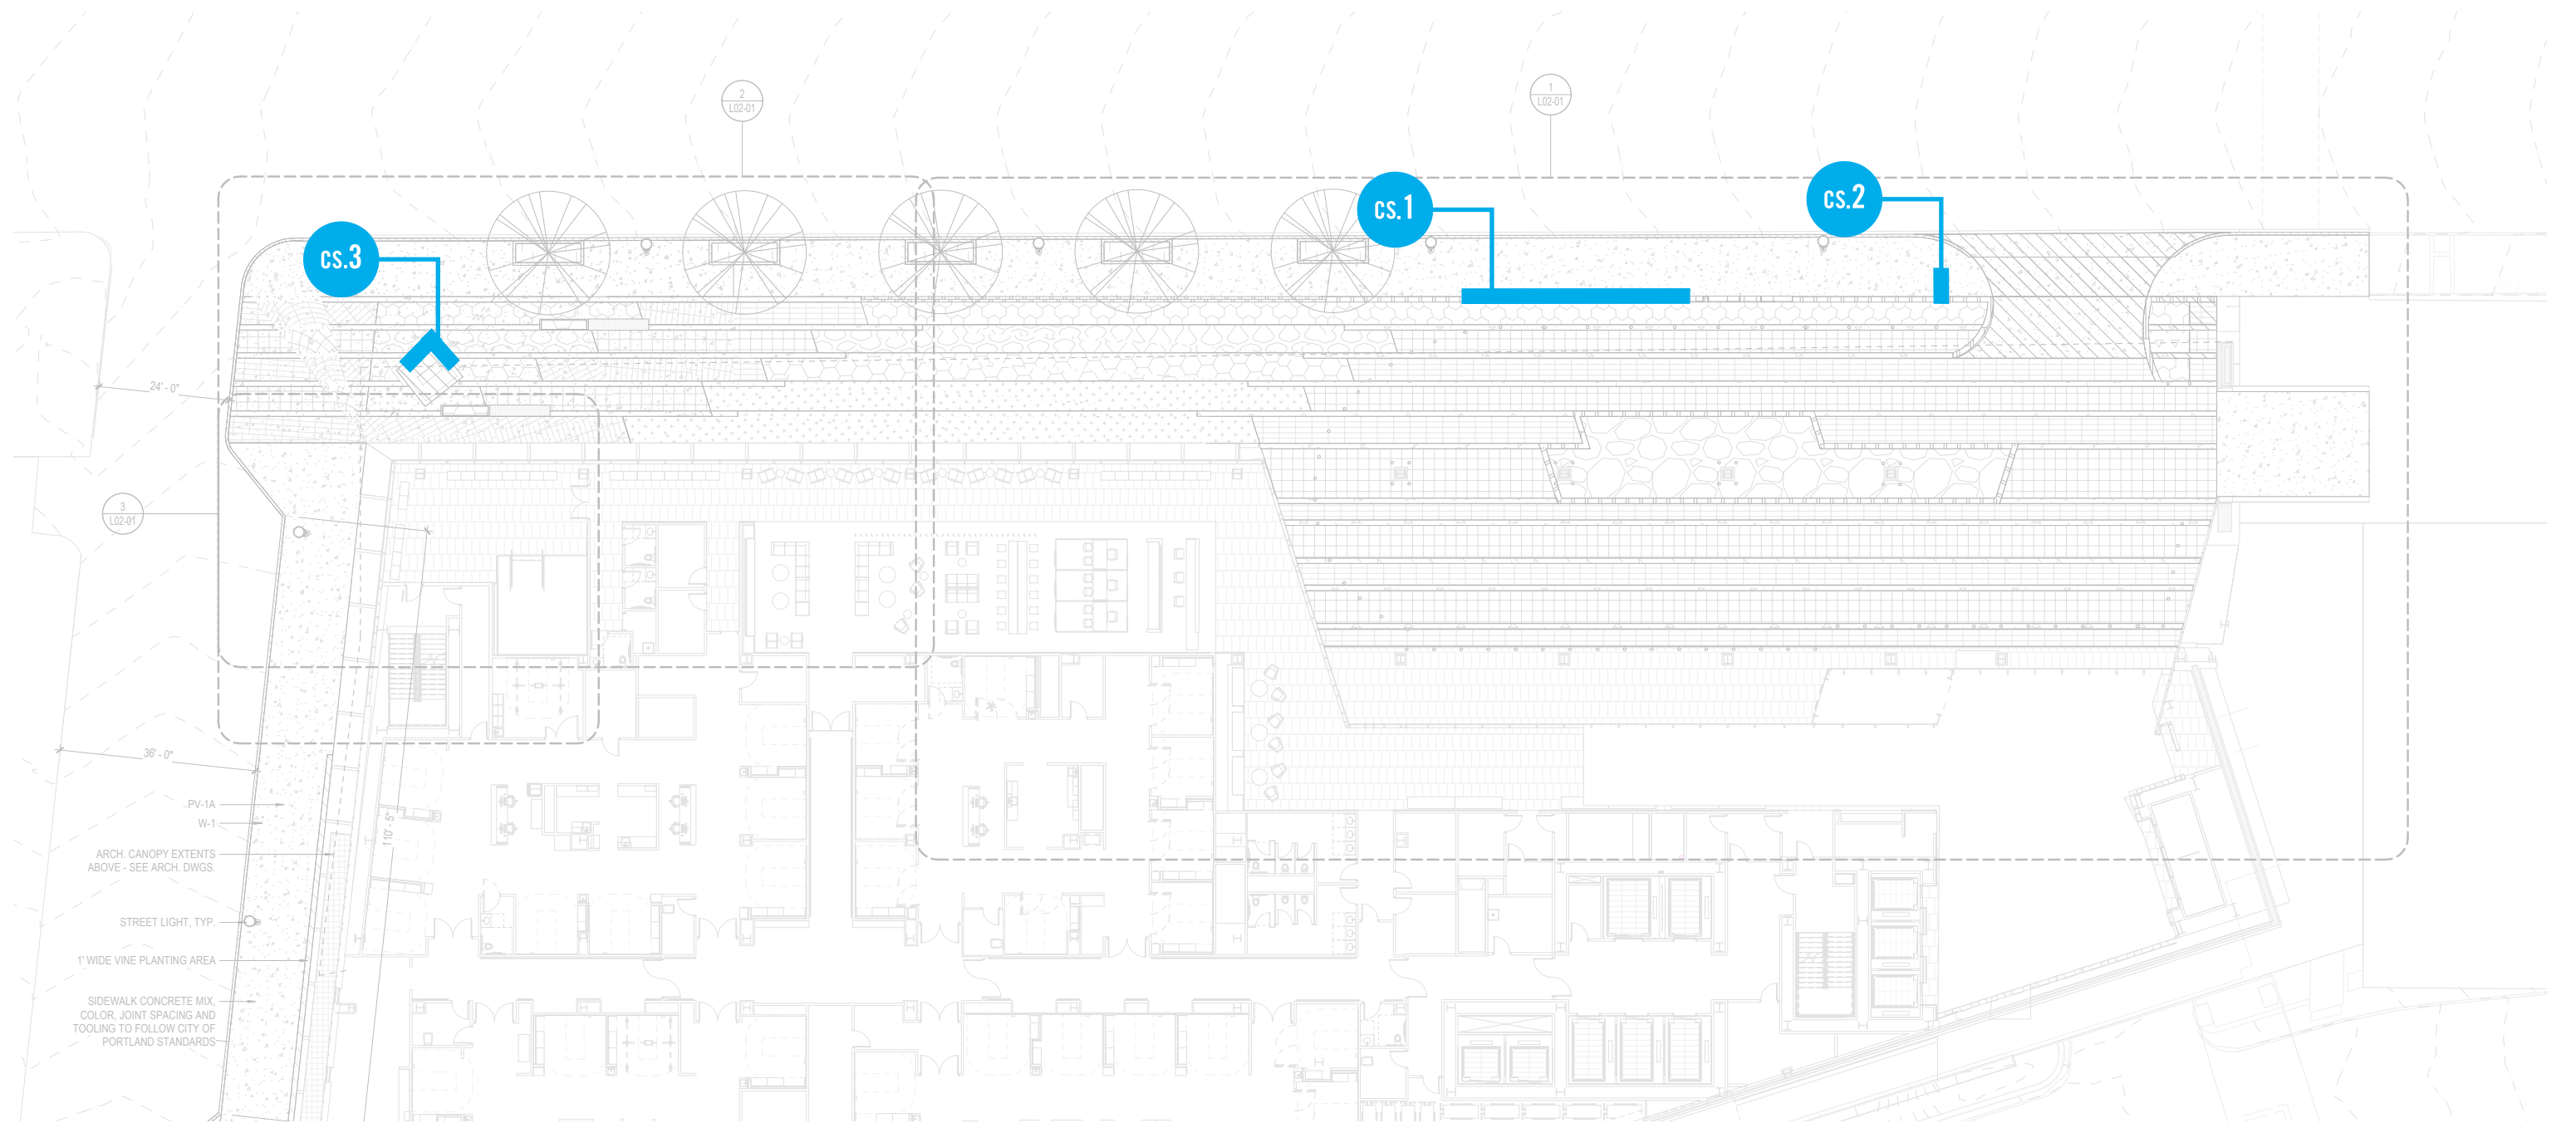 2
L02-01
1
L02-01
cs.1
cs.2
cs.3
24' - 0"
3
L02-01
36' - 0"
110' - 5"
PV-1A
W-1
ARCH. CANOPY EXTENTS
ABOVE - SEE ARCH. DWGS.
STREET LIGHT, TYP.
1' WIDE VINE PLANTING AREA
SIDEWALK CONCRETE MIX,
COLOR, JOINT SPACING AND
TOOLING TO FOLLOW CITY OF
PORTLAND STANDARDS